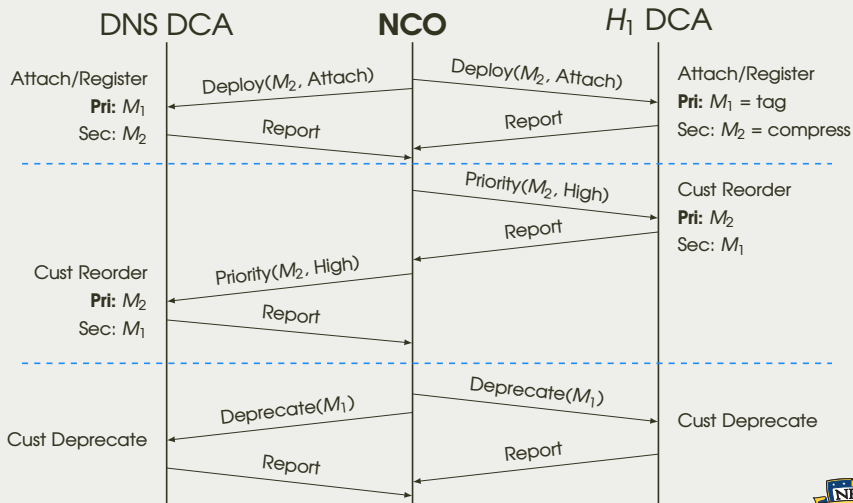 DNS DCA
NCO
H₁ DCA
Attach/Register
Pri: M₁
Sec: M₂
Deploy(M₂, Attach)
Report
Deploy(M₂, Attach)
Report
Attach/Register
Pri: M₁ = tag
Sec: M₂ = compress
Priority(M₂, High)
Report
Cust Reorder
Pri: M₂
Sec: M₁
Cust Reorder
Pri: M₂
Sec: M₁
Priority(M₂, High)
Report
Cust Deprecate
Deprecate(M₁)
Report
Deprecate(M₁)
Report
Cust Deprecate